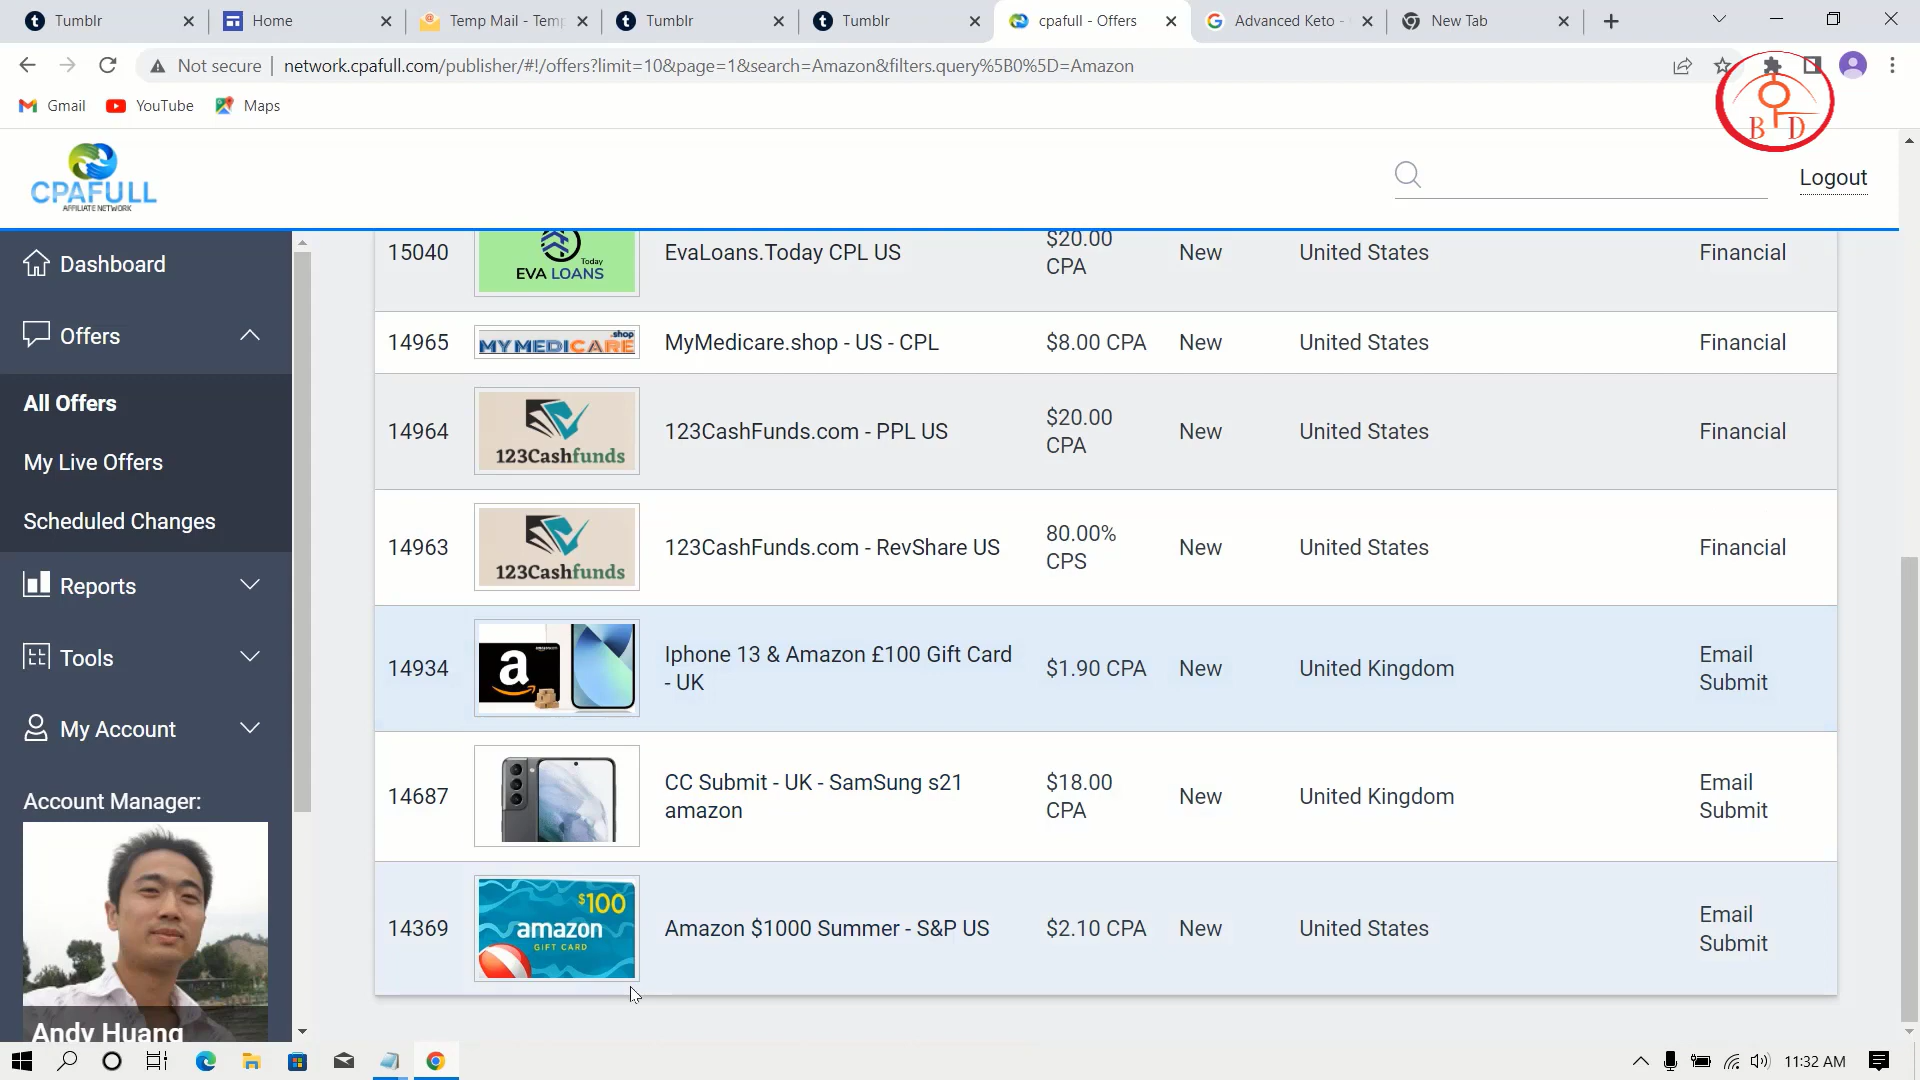 Tumblr
Home
Temp Mail - Temp
Tumblr
Tumblr
cpafull - Offers
Advanced Keto -
New Tab
Not secure
network.cpafull.com/publisher/#!/offers?limit=10&page=1&search=Amazon&filters.query%5B0%5D=Amazon
Gmail
YouTube
Maps
B D
CPAFULL
AFFILIATE NETWORK
Logout
Dashboard
Offers
All Offers
My Live Offers
Scheduled Changes
Reports
Tools
My Account
Account Manager:
Andy Huang
15040
Today
EVA LOANS
EvaLoans.Today CPL US
$20.00
CPA
New
United States
Financial
14965
.shop
MYMEDICARE
MyMedicare.shop - US - CPL
$8.00 CPA
New
United States
Financial
14964
123Cashfunds
123CashFunds.com - PPL US
$20.00
CPA
New
United States
Financial
14963
123Cashfunds
123CashFunds.com - RevShare US
80.00%
CPS
New
United States
Financial
14934
a
Iphone 13 & Amazon £100 Gift Card
- UK
$1.90 CPA
New
United Kingdom
Email
Submit
14687
CC Submit - UK - SamSung s21
amazon
$18.00
CPA
New
United Kingdom
Email
Submit
14369
$100
amazon
GIFT CARD
Amazon $1000 Summer - S&P US
$2.10 CPA
New
United States
Email
Submit
11:32 AM